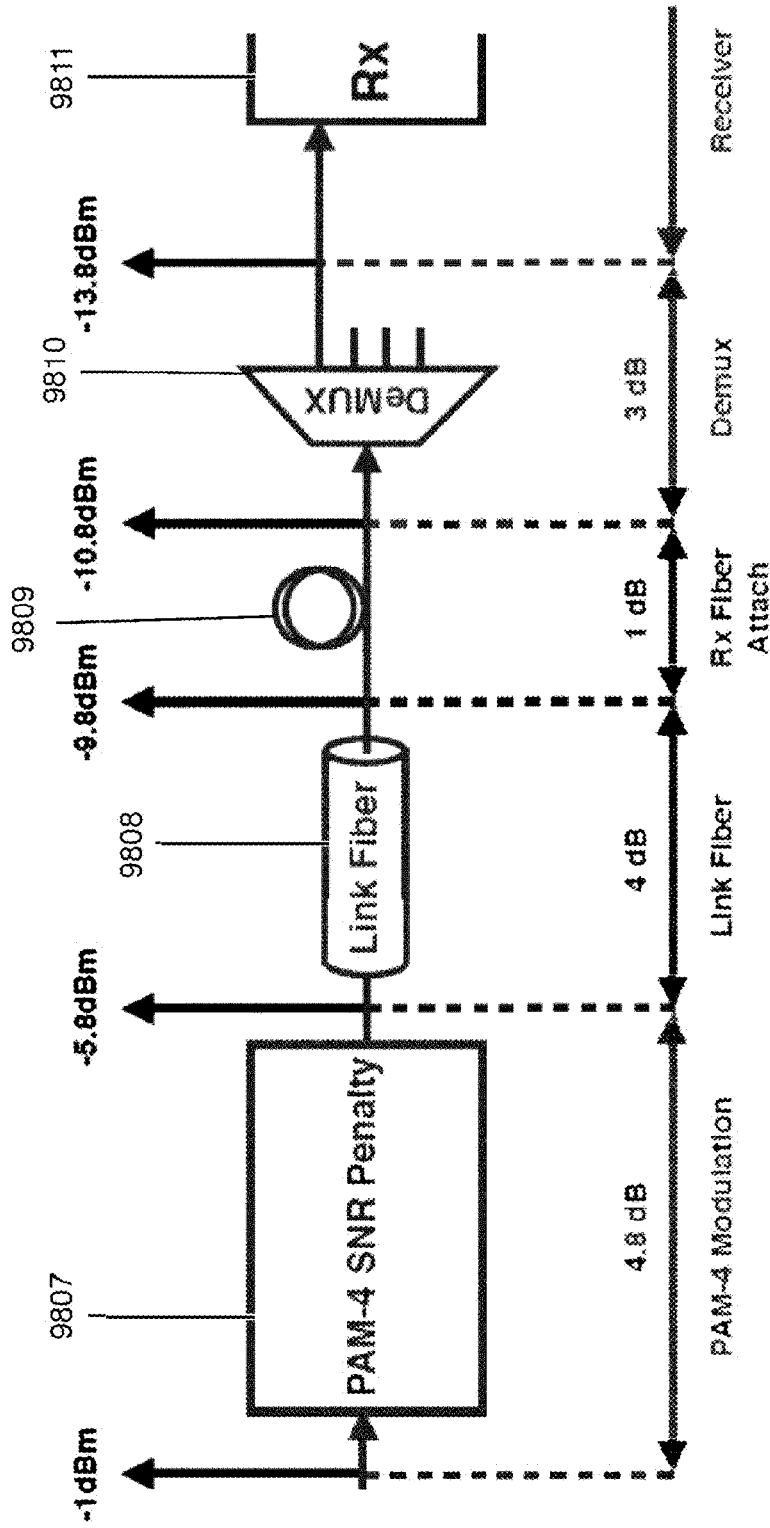 9807
9808
9809
9810
9811
-1dBm
-5.8dBm
-9.8dBm
-10.8dBm
-13.8dBm
PAM-4 SNR Penalty
Link Fiber
DeMUX
Rx
4.8 dB
4 dB
1 dB
3 dB
PAM-4 Modulation
Link Fiber
Rx Fiber
Attach
Demux
Receiver